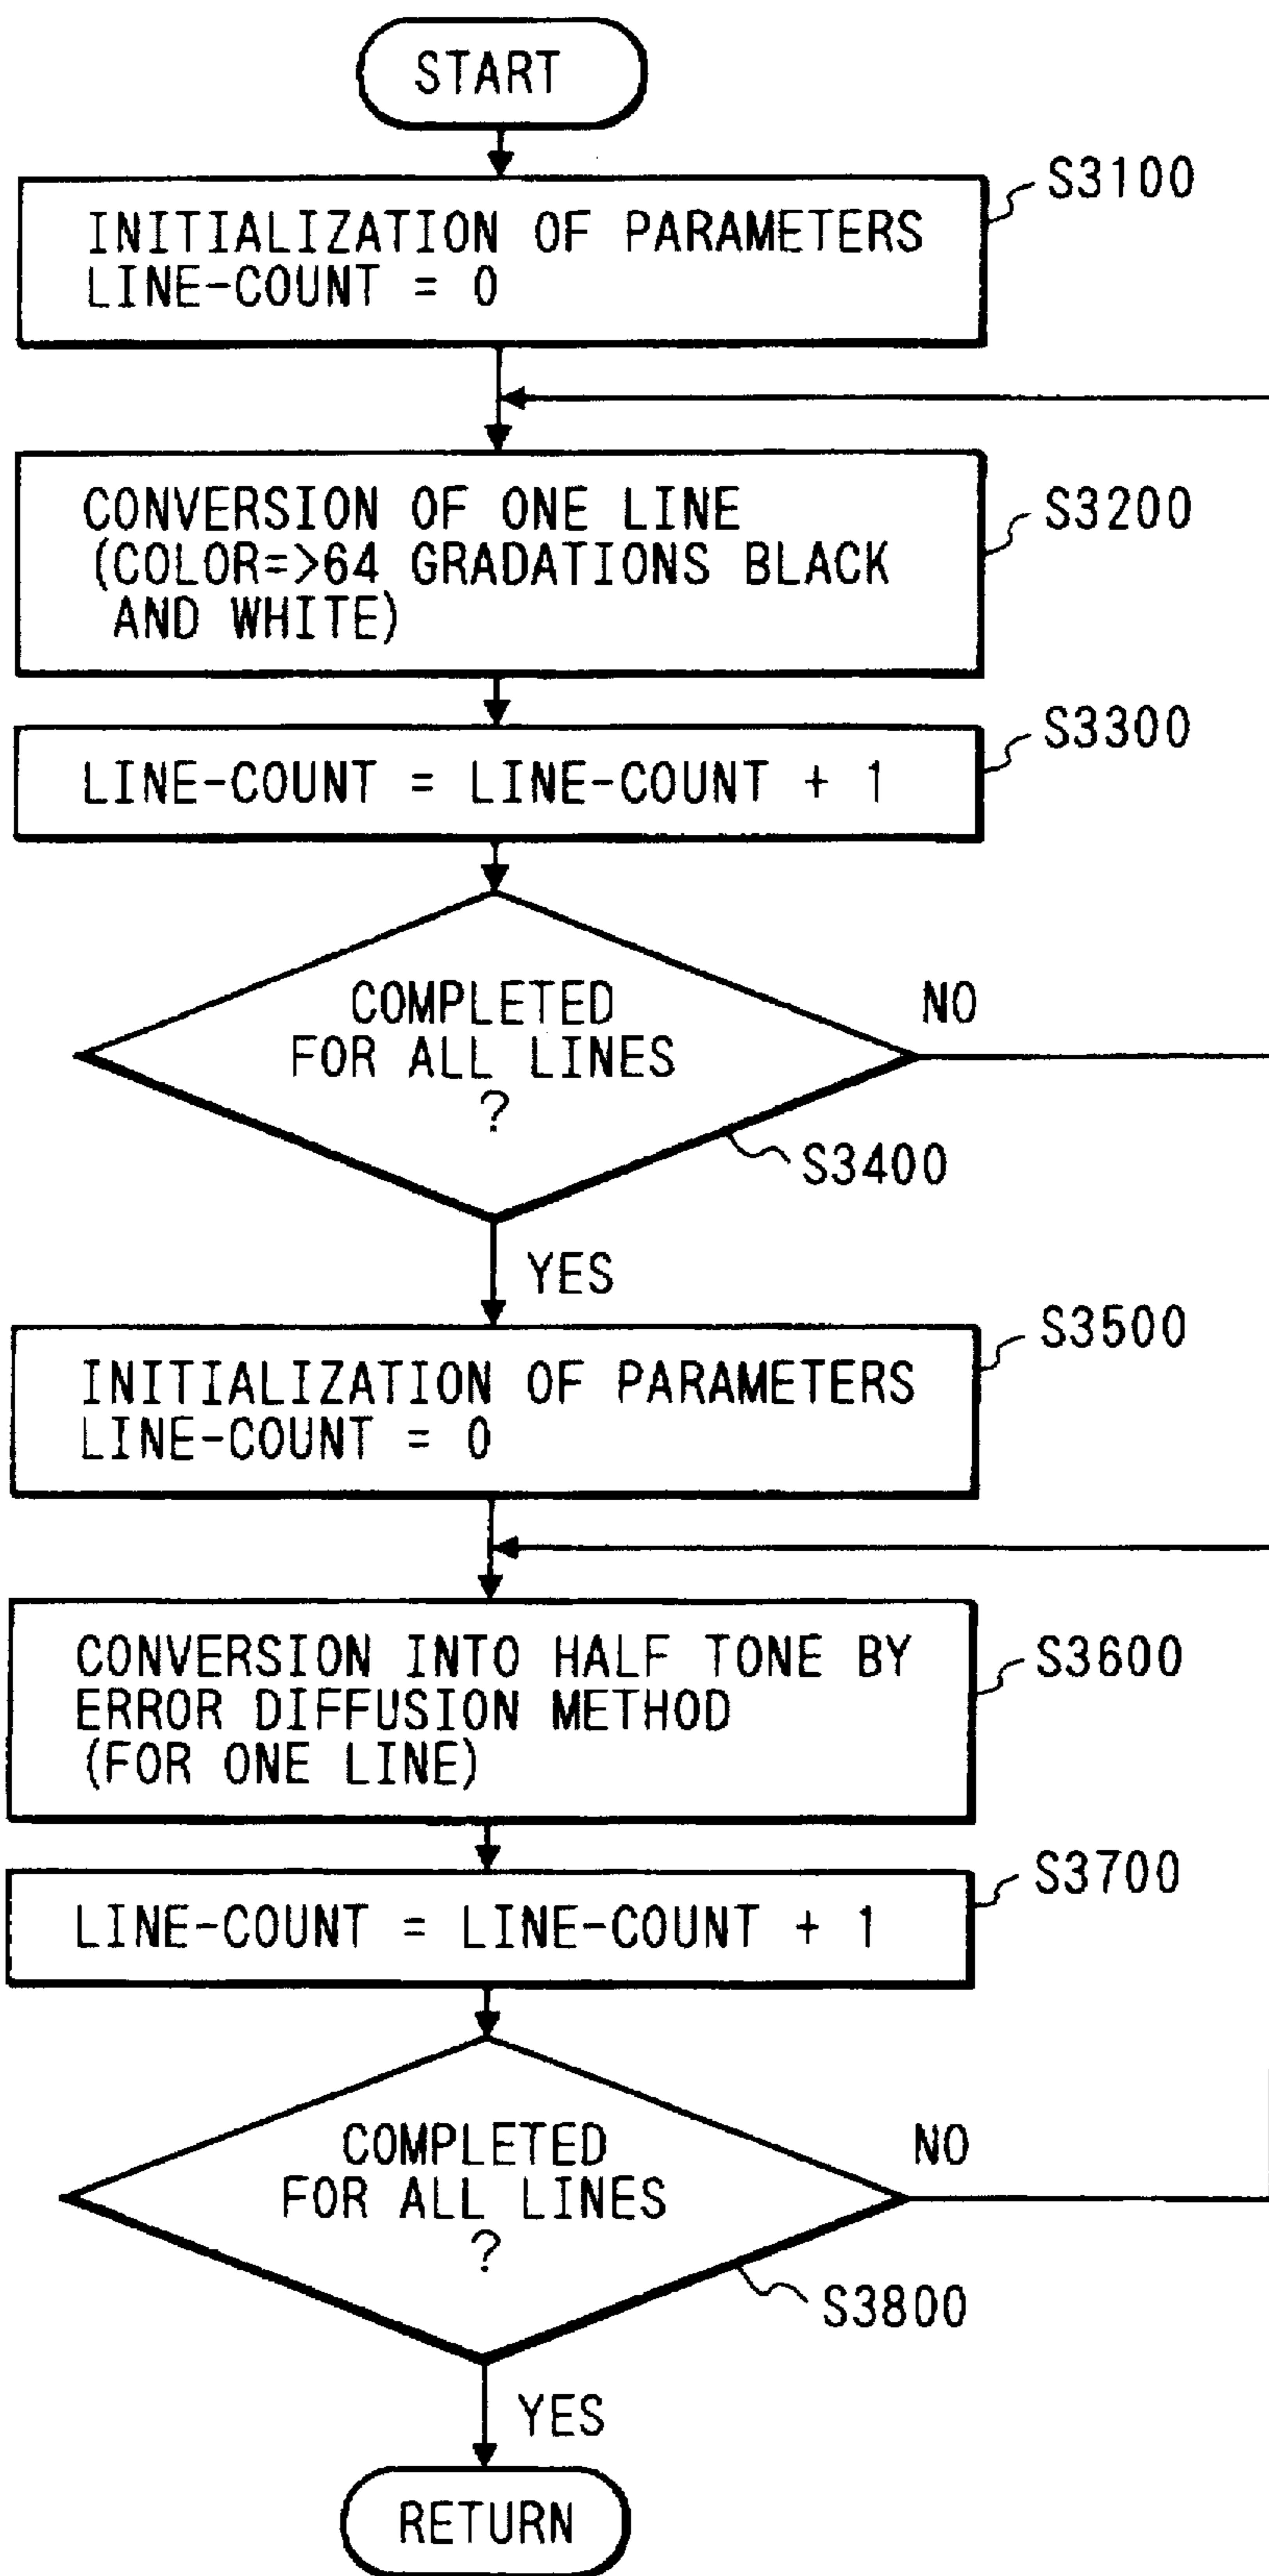 START
S3100
INITIALIZATION OF PARAMETERS
LINE-COUNT = 0
S3200
CONVERSION OF ONE LINE
(COLOR=>64 GRADATIONS BLACK
AND WHITE)
S3300
LINE-COUNT = LINE-COUNT + 1
COMPLETED
FOR ALL LINES
?
NO
S3400
YES
S3500
INITIALIZATION OF PARAMETERS
LINE-COUNT = 0
S3600
CONVERSION INTO HALF TONE BY
ERROR DIFFUSION METHOD
(FOR ONE LINE)
S3700
LINE-COUNT = LINE-COUNT + 1
COMPLETED
FOR ALL LINES
?
NO
S3800
YES
RETURN